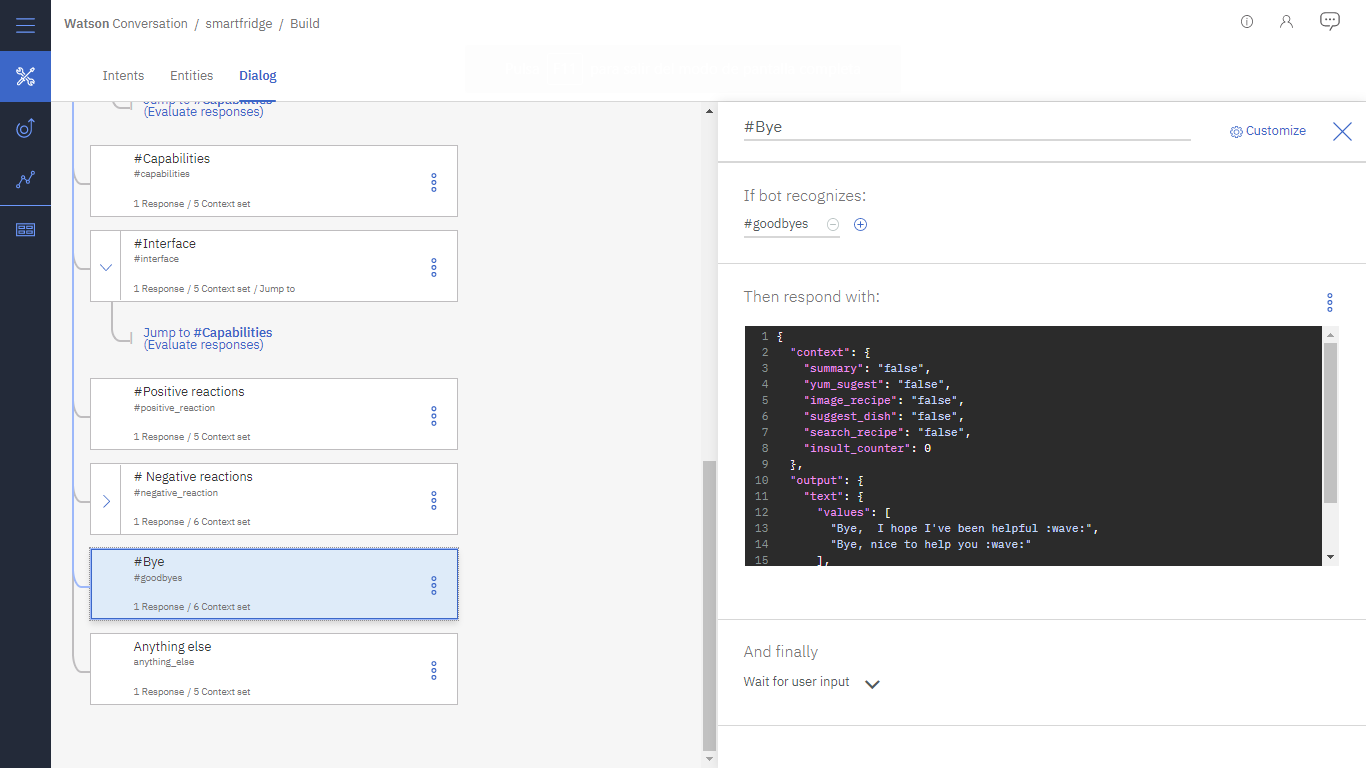 Watson Conversation / smartfridge / Build
Intents
Entities
Dialog
Jump to #Capabilities
(Evaluate responses)
#Capabilities
#capabilities
1 Response / 5 Context set
#Interface
#interface
1 Response / 5 Context set / Jump to
Jump to #Capabilities
(Evaluate responses)
#Positive reactions
#positive_reaction
1 Response / 5 Context set
# Negative reactions
#negative_reaction
1 Response / 6 Context set
#Bye
#goodbyes
1 Response / 6 Context set
Anything else
anything_else
1 Response / 5 Context set
#Bye
Customize
If bot recognizes:
#goodbyes
Then respond with:
1 {
2 "context": {
3 "summary": "false",
4 "yum_sugest": "false",
5 "image_recipe": "false",
6 "suggest_dish": "false",
7 "search_recipe": "false",
8 "insult_counter": 0
9 },
10 "output": {
11 "text": {
12 "values": [
13 "Bye,  I hope I've been helpful :wave:",
14 "Bye, nice to help you :wave:"
15 ],
And finally
Wait for user input